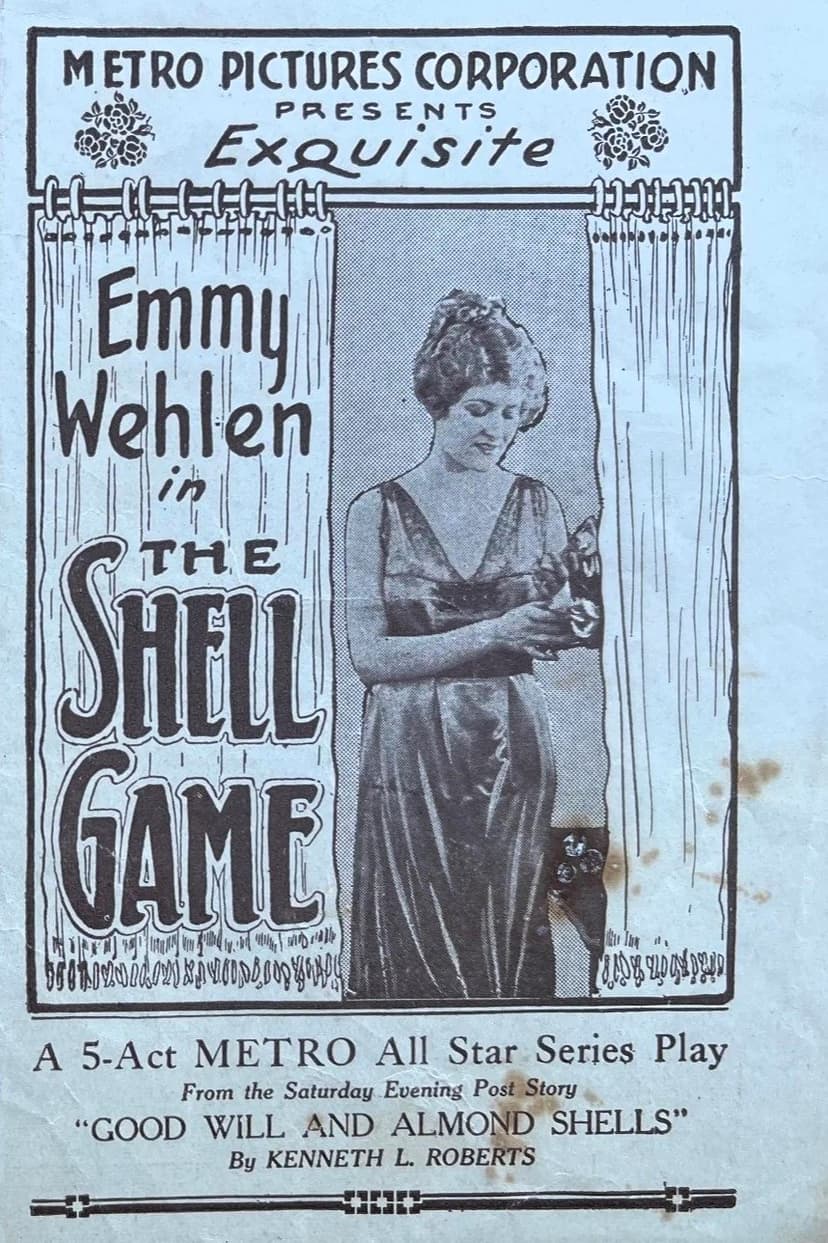 METRO PICTURES CORPORATION
PRESENTS
Exquisite
Emmy
Wehlen
in
THE
SHELL
GAME
A 5-Act METRO All Star Series Play
From the Saturday Evening Post Story
"GOOD WILL AND ALMOND SHELLS"
By KENNETH L. ROBERTS